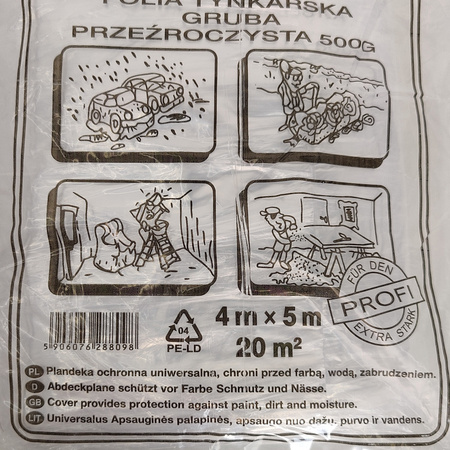 FOLIA TYNKARSKA
GRUBA
PRZEŹROCZYSTA 500G
FÜR DEN
PROFI
EXTRA STARK
4 m × 5 m
20 m²
04
PE-LD
5 906076 288098
PL Plandeka ochronna uniwersalna, chroni przed farbą, wodą, zabrudzeniem.
D Abdeckplane schützt vor Farbe Schmutz und Nässe.
GB Cover provides protection against paint, dirt and moisture.
LIT Universalus Apsauginės palapinės, apsaugo nuo dažų, purvo ir vandens.